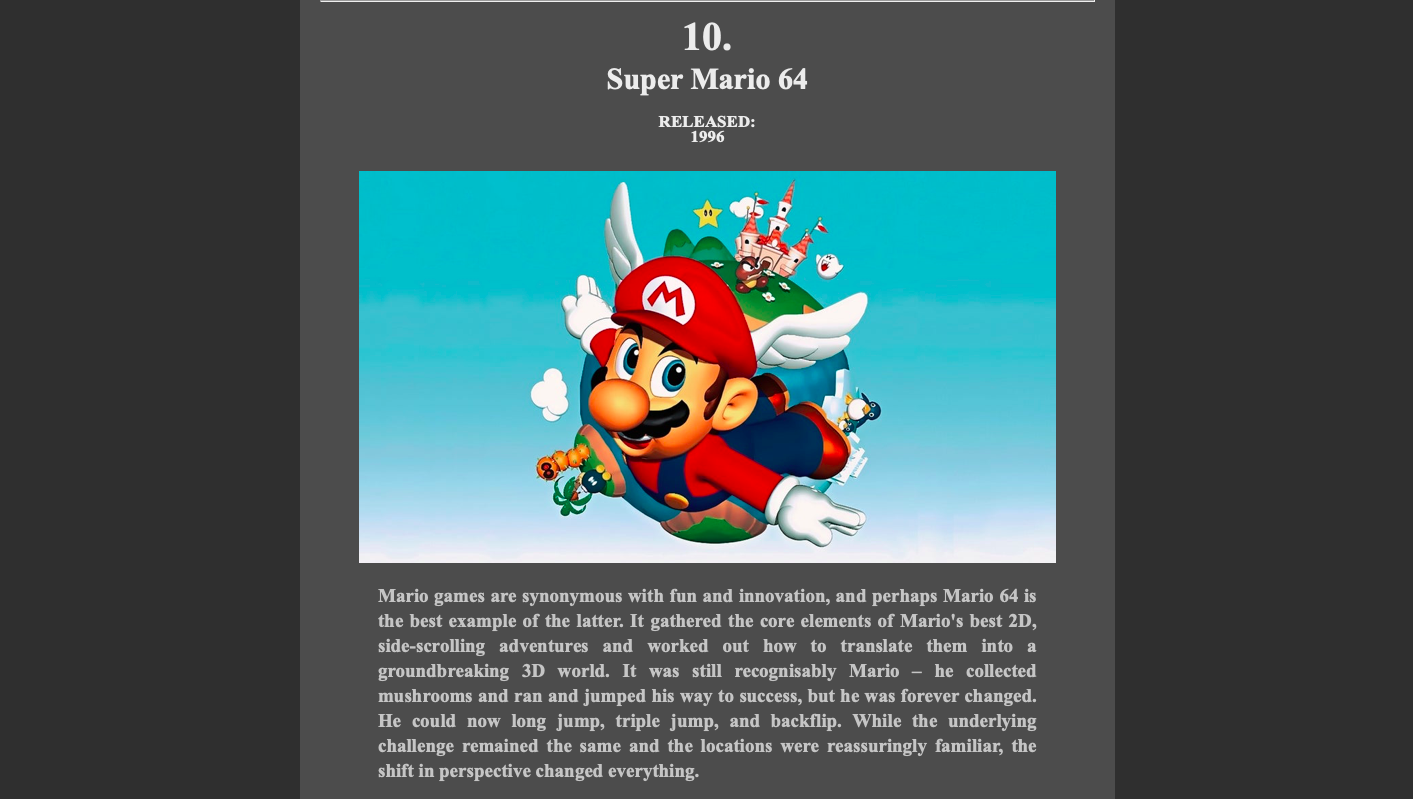 10.
Super Mario 64
RELEASED:
1996
M
Mario games are synonymous with fun and innovation, and perhaps Mario 64 is
the best example of the latter. It gathered the core elements of Mario's best 2D,
side-scrolling adventures and worked out how to translate them into a
groundbreaking 3D world. It was still recognisably Mario – he collected
mushrooms and ran and jumped his way to success, but he was forever changed.
He could now long jump, triple jump, and backflip. While the underlying
challenge remained the same and the locations were reassuringly familiar, the
shift in perspective changed everything.